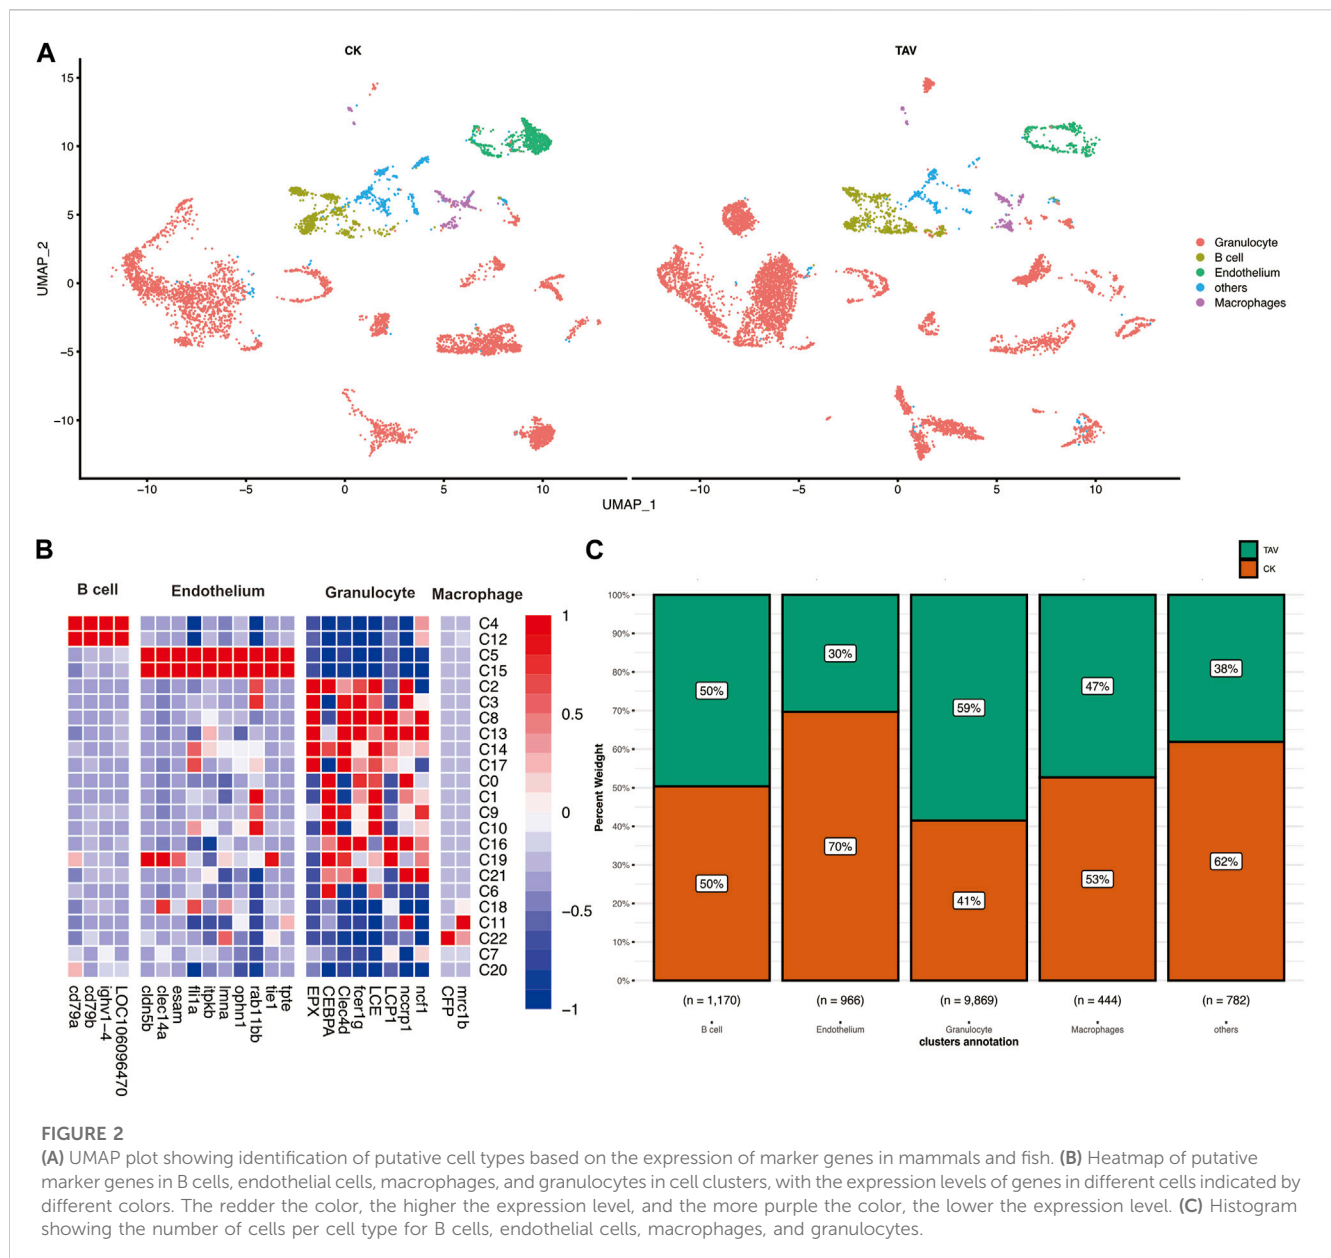 A
CK
TAV
15
10
5
0
−5
−10
UMAP_2
−10
−5
0
5
10
−10
−5
0
5
10
UMAP_1
Granulocyte
B cell
Endothelium
others
Macrophages
B
B cell
Endothelium
Granulocyte
Macrophage
C4
C12
C5
C15
C2
C3
C8
C13
C14
C17
C0
C1
C9
C10
C16
C19
C21
C6
C18
C11
C22
C7
C20
1
0.5
0
−0.5
−1
cd79a
cd79b
ighv1−4
LOC106096470
cldn5b
clec14a
esam
fli1a
itpkb
lmna
ophn1
rab11bb
tie1
tpte
EPX
CEBPA
Clec4d
fcer1g
LCE
LCP1
nccrp1
ncf1
CFP
mrc1b
C
TAV
CK
100%
90%
80%
70%
60%
50%
40%
30%
20%
10%
0%
Percent Weidght
50%
30%
59%
47%
38%
50%
70%
41%
53%
62%
(n = 1,170)
(n = 966)
(n = 9,869)
(n = 444)
(n = 782)
B cell
Endothelium
Granulocyte
Macrophages
others
clusters annotation
FIGURE 2
(A) UMAP plot showing identification of putative cell types based on the expression of marker genes in mammals and fish. (B) Heatmap of putative
marker genes in B cells, endothelial cells, macrophages, and granulocytes in cell clusters, with the expression levels of genes in different cells indicated by
different colors. The redder the color, the higher the expression level, and the more purple the color, the lower the expression level. (C) Histogram
showing the number of cells per cell type for B cells, endothelial cells, macrophages, and granulocytes.